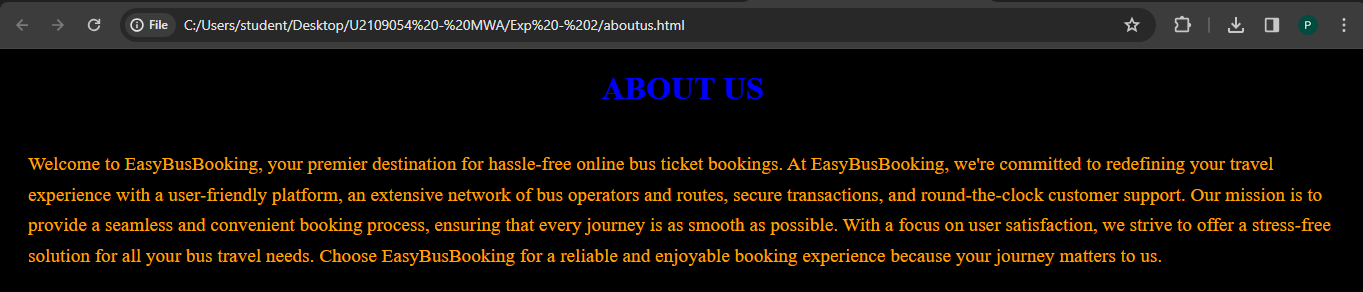 File C:/Users/student/Desktop/U2109054%20-%20MWA/Exp%20-%202/aboutus.html P
ABOUT US
Welcome to EasyBusBooking, your premier destination for hassle-free online bus ticket bookings. At EasyBusBooking, we're committed to redefining your travel
experience with a user-friendly platform, an extensive network of bus operators and routes, secure transactions, and round-the-clock customer support. Our mission is to
provide a seamless and convenient booking process, ensuring that every journey is as smooth as possible. With a focus on user satisfaction, we strive to offer a stress-free
solution for all your bus travel needs. Choose EasyBusBooking for a reliable and enjoyable booking experience because your journey matters to us.